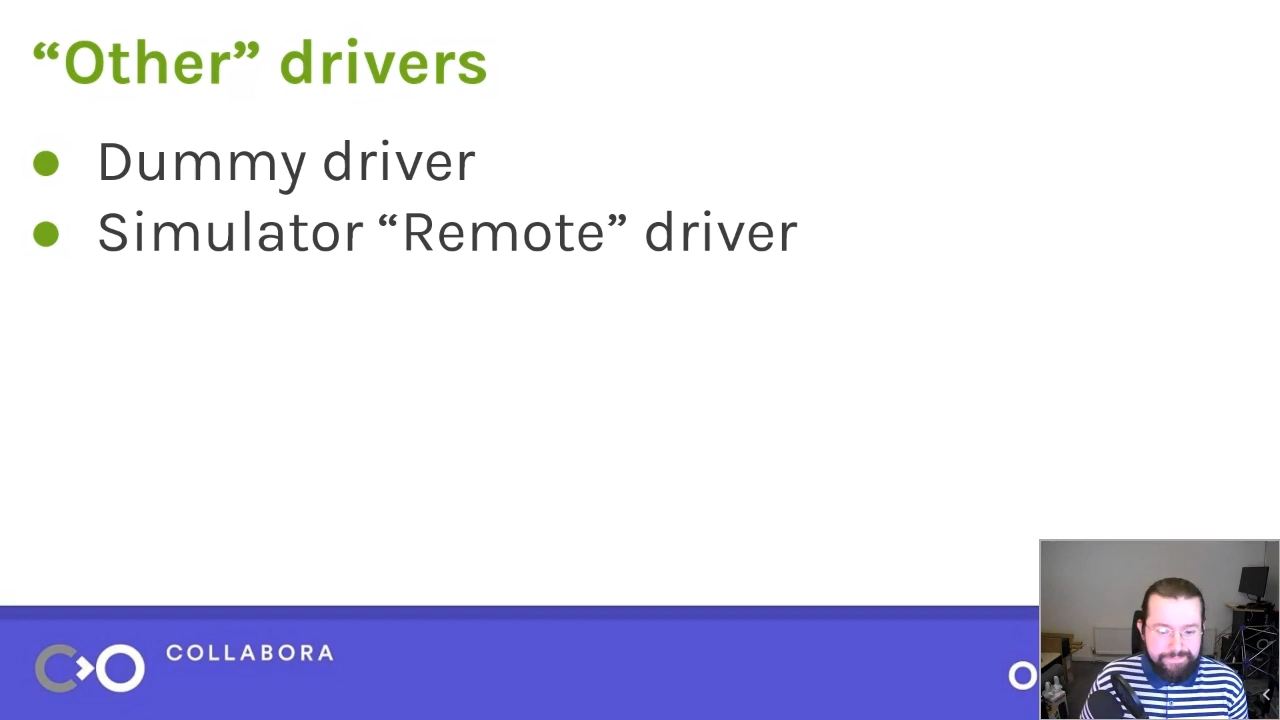 “Other” drivers
● Dummy driver
● Simulator “Remote” driver
COLLABORA